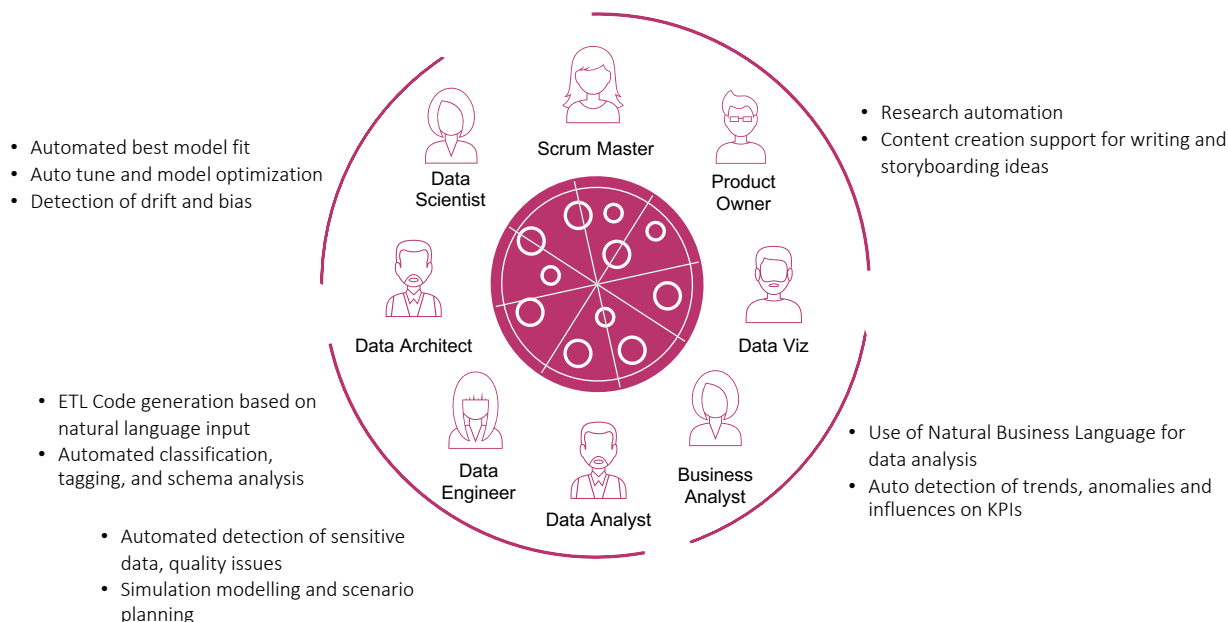 Scrum Master
Data
Scientist
Product
Owner
• Research automation
• Content creation support for writing and
storyboarding ideas
• Automated best model fit
• Auto tune and model optimization
• Detection of drift and bias
Data Architect
Data Viz
• ETL Code generation based on
natural language input
• Automated classification,
tagging, and schema analysis
Data
Engineer
Data Analyst
Business
Analyst
• Use of Natural Business Language for
data analysis
• Auto detection of trends, anomalies and
influences on KPIs
• Automated detection of sensitive
data, quality issues
• Simulation modelling and scenario
planning